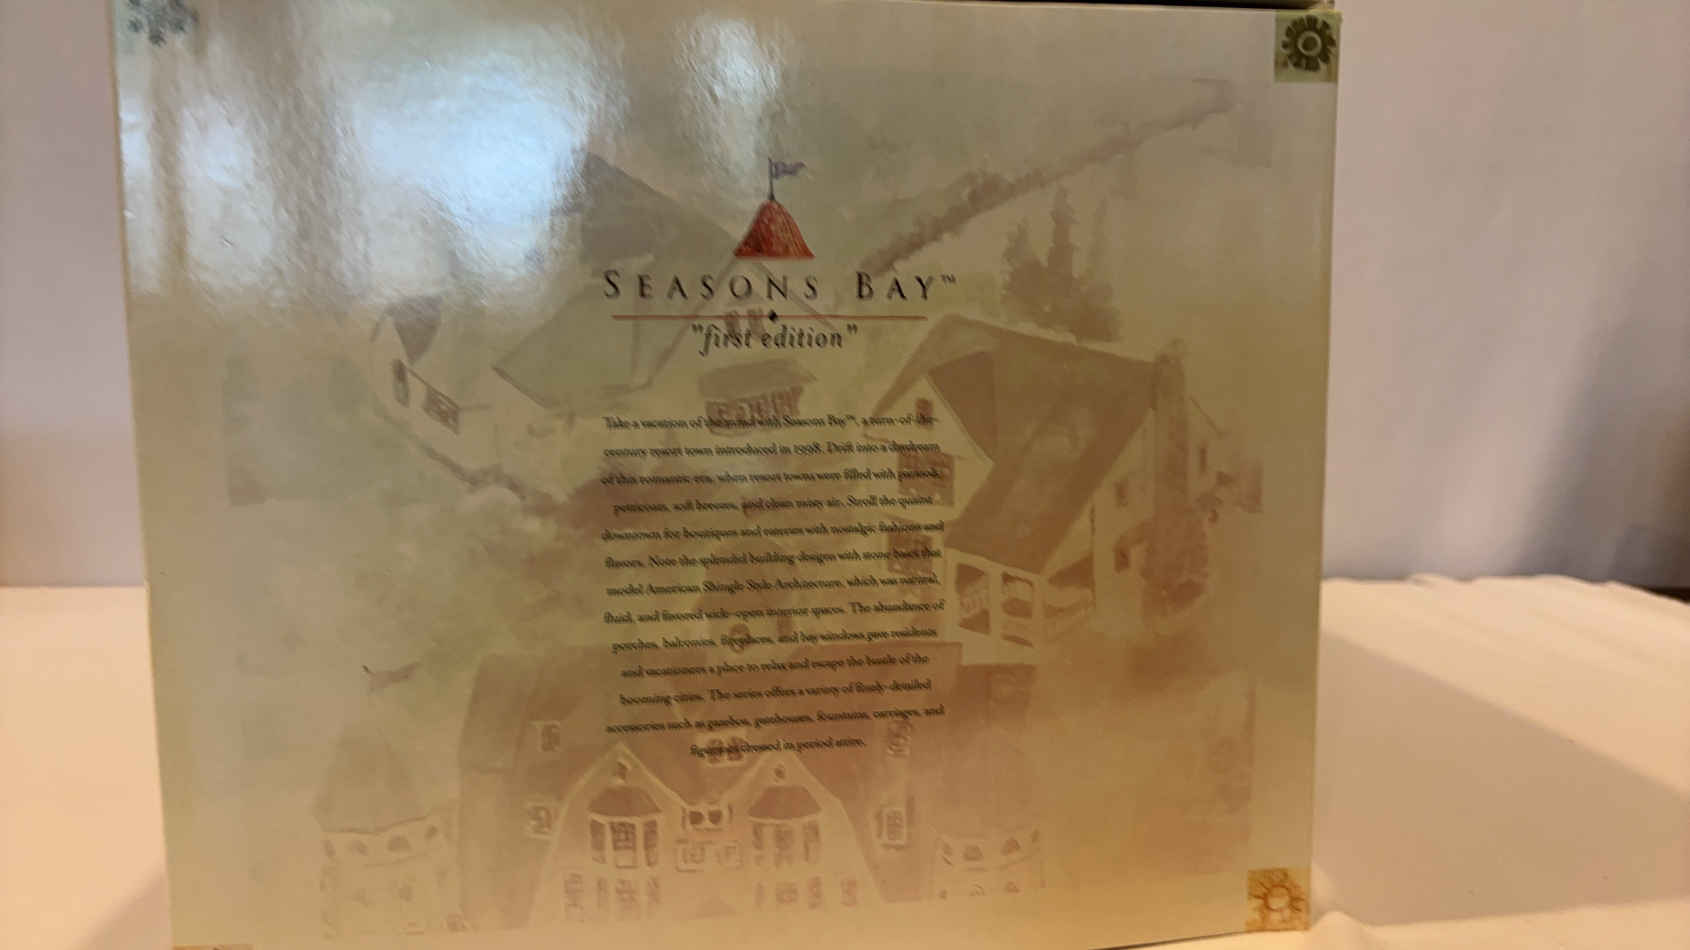 SEASONS BAY™
"first edition"
Take a vacation of the mind with Seasons Bay™, a turn-of-the-
century resort town introduced in 1998. Drift into a daydream
of this romantic era, when resort towns were filled with parasols,
petticoats, soft breezes, and clean misty air. Stroll the quaint
downtown for boutiques and eateries with nostalgic fashions and
flavors. Note the splendid building designs with stone bases that
model American Shingle Style Architecture, which was natural,
fluid, and favored wide-open interior spaces. The abundance of
porches, balconies, fireplaces, and bay windows gave residents
and vacationers a place to relax and escape the bustle of the
booming cities. The series offers a variety of finely-detailed
accessories such as gazebos, guesthouses, fountains, carriages, and
figurines dressed in period attire.